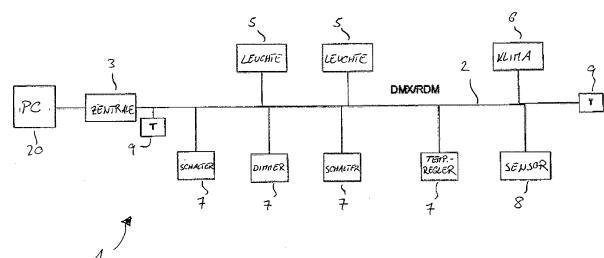 5
5
6
3
LEUCHTE
LEUCHTE
KLIMA
9
2
DMX/RDM
PC
ZENTRALE
T
T
20
9
SCHALTER
DIMMER
SCHALTER
TEMP.-
REGLER
SENSOR
7
7
7
7
8
1